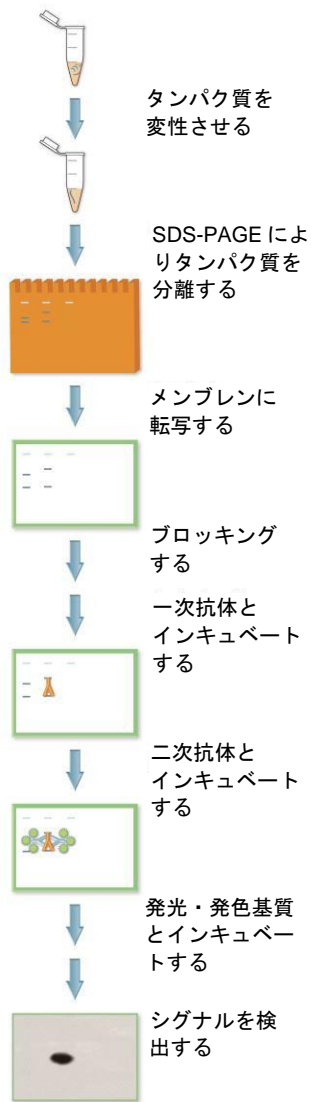 タンパク質を
変性させる
SDS-PAGE によ
りタンパク質を
分離する
メンブレンに
転写する
ブロッキング
する
一次抗体と
インキュベート
する
二次抗体と
インキュベート
する
発光・発色基質
とインキュベー
トする
シグナルを検
出する